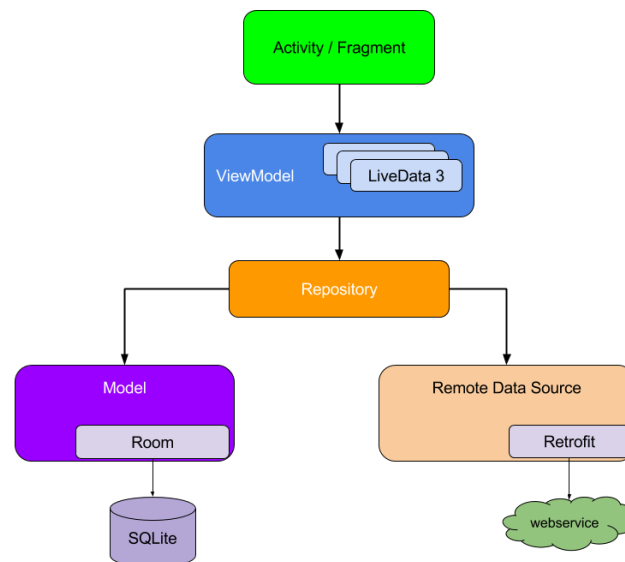 Activity / Fragment
ViewModel
LiveData 3
Repository
Model
Room
SQLite
Remote Data Source
Retrofit
webservice